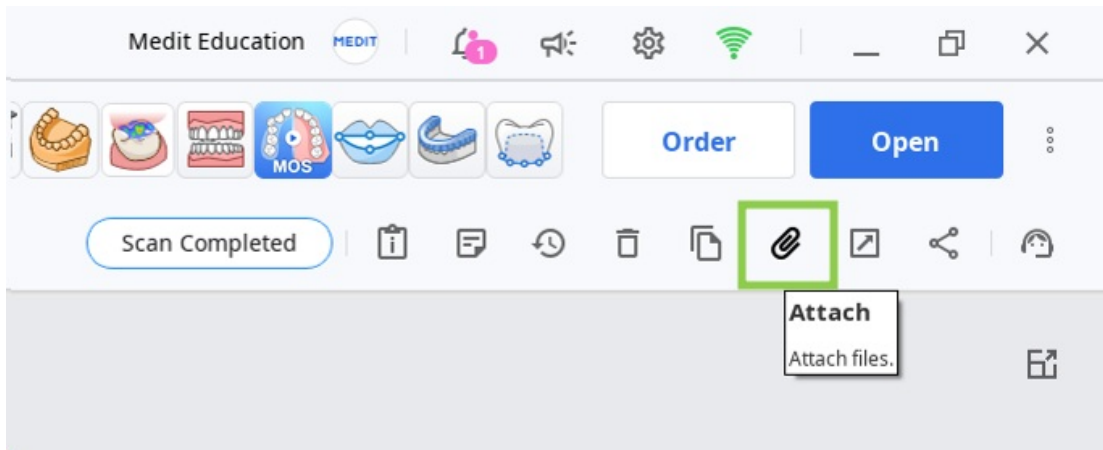 Medit Education
MEDIT
1
MOS
Order
Open
Scan Completed
Attach
Attach files.